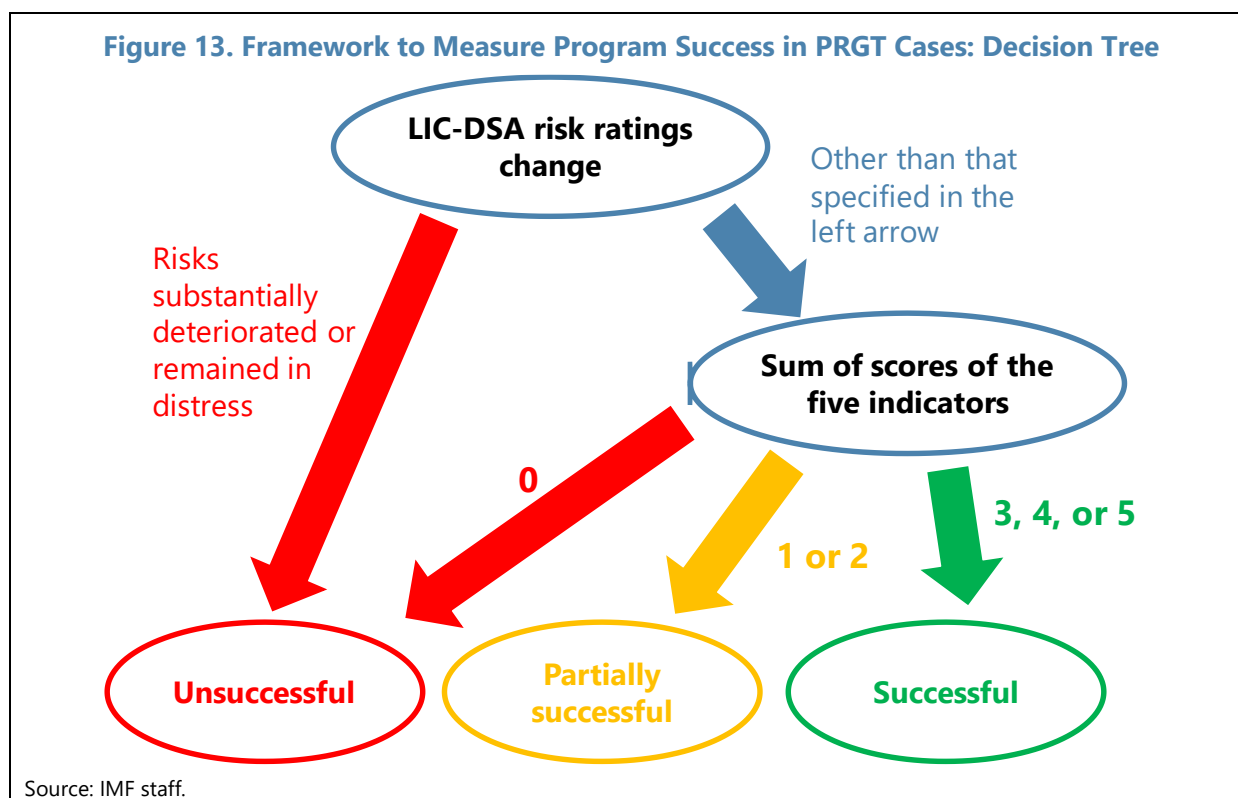 Figure 13. Framework to Measure Program Success in PRGT Cases: Decision Tree
LIC-DSA risk ratings
change
Other than that
specified in the
left arrow
Risks
substantially
deteriorated or
remained in
distress
Sum of scores of the
five indicators
0
1 or 2
3, 4, or 5
Unsuccessful
Partially
successful
Successful
Source: IMF staff.